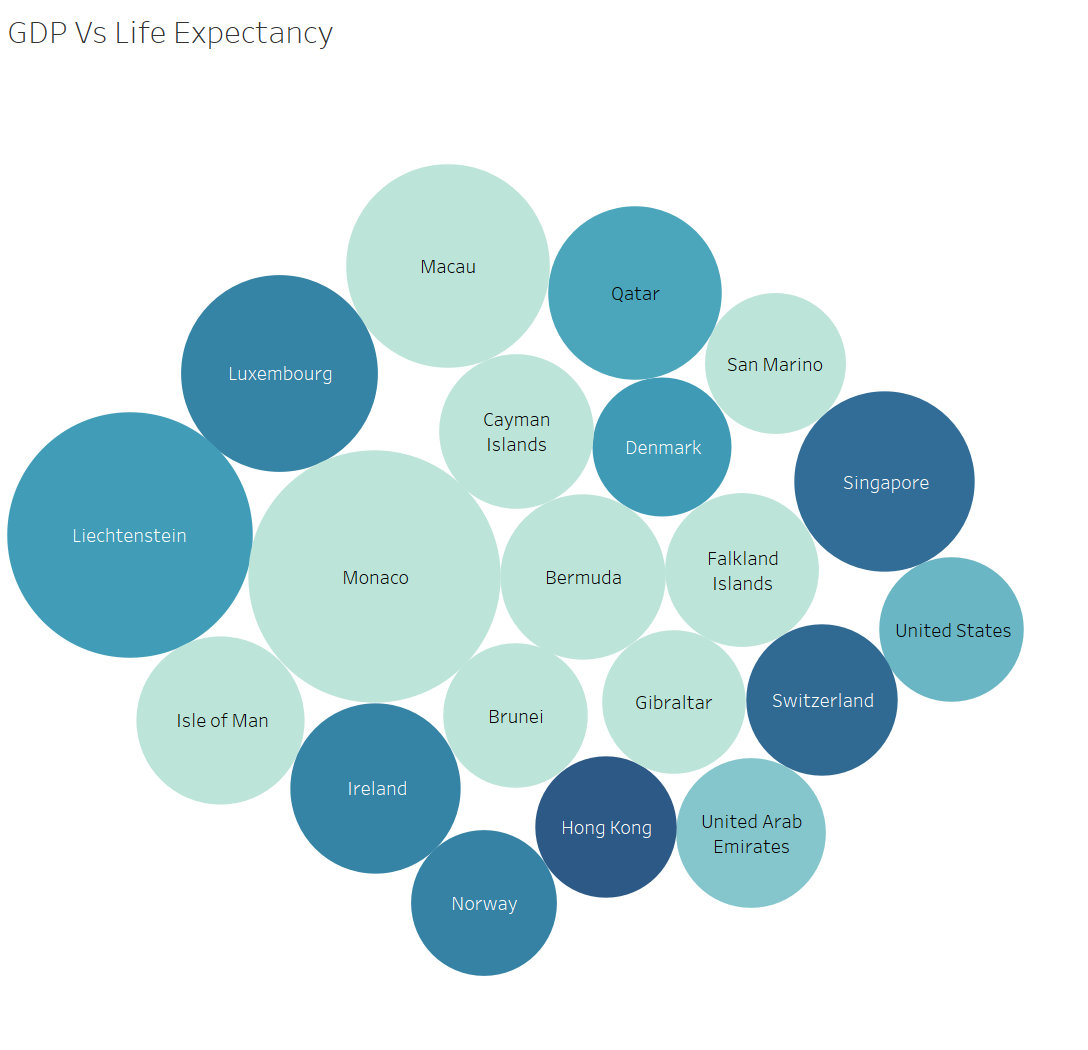 GDP Vs Life Expectancy
Macau
Qatar
San Marino
Luxembourg
Cayman
Islands
Denmark
Singapore
Liechtenstein
Monaco
Bermuda
Falkland
Islands
United States
Isle of Man
Brunei
Gibraltar
Switzerland
Ireland
Hong Kong
United Arab
Emirates
Norway